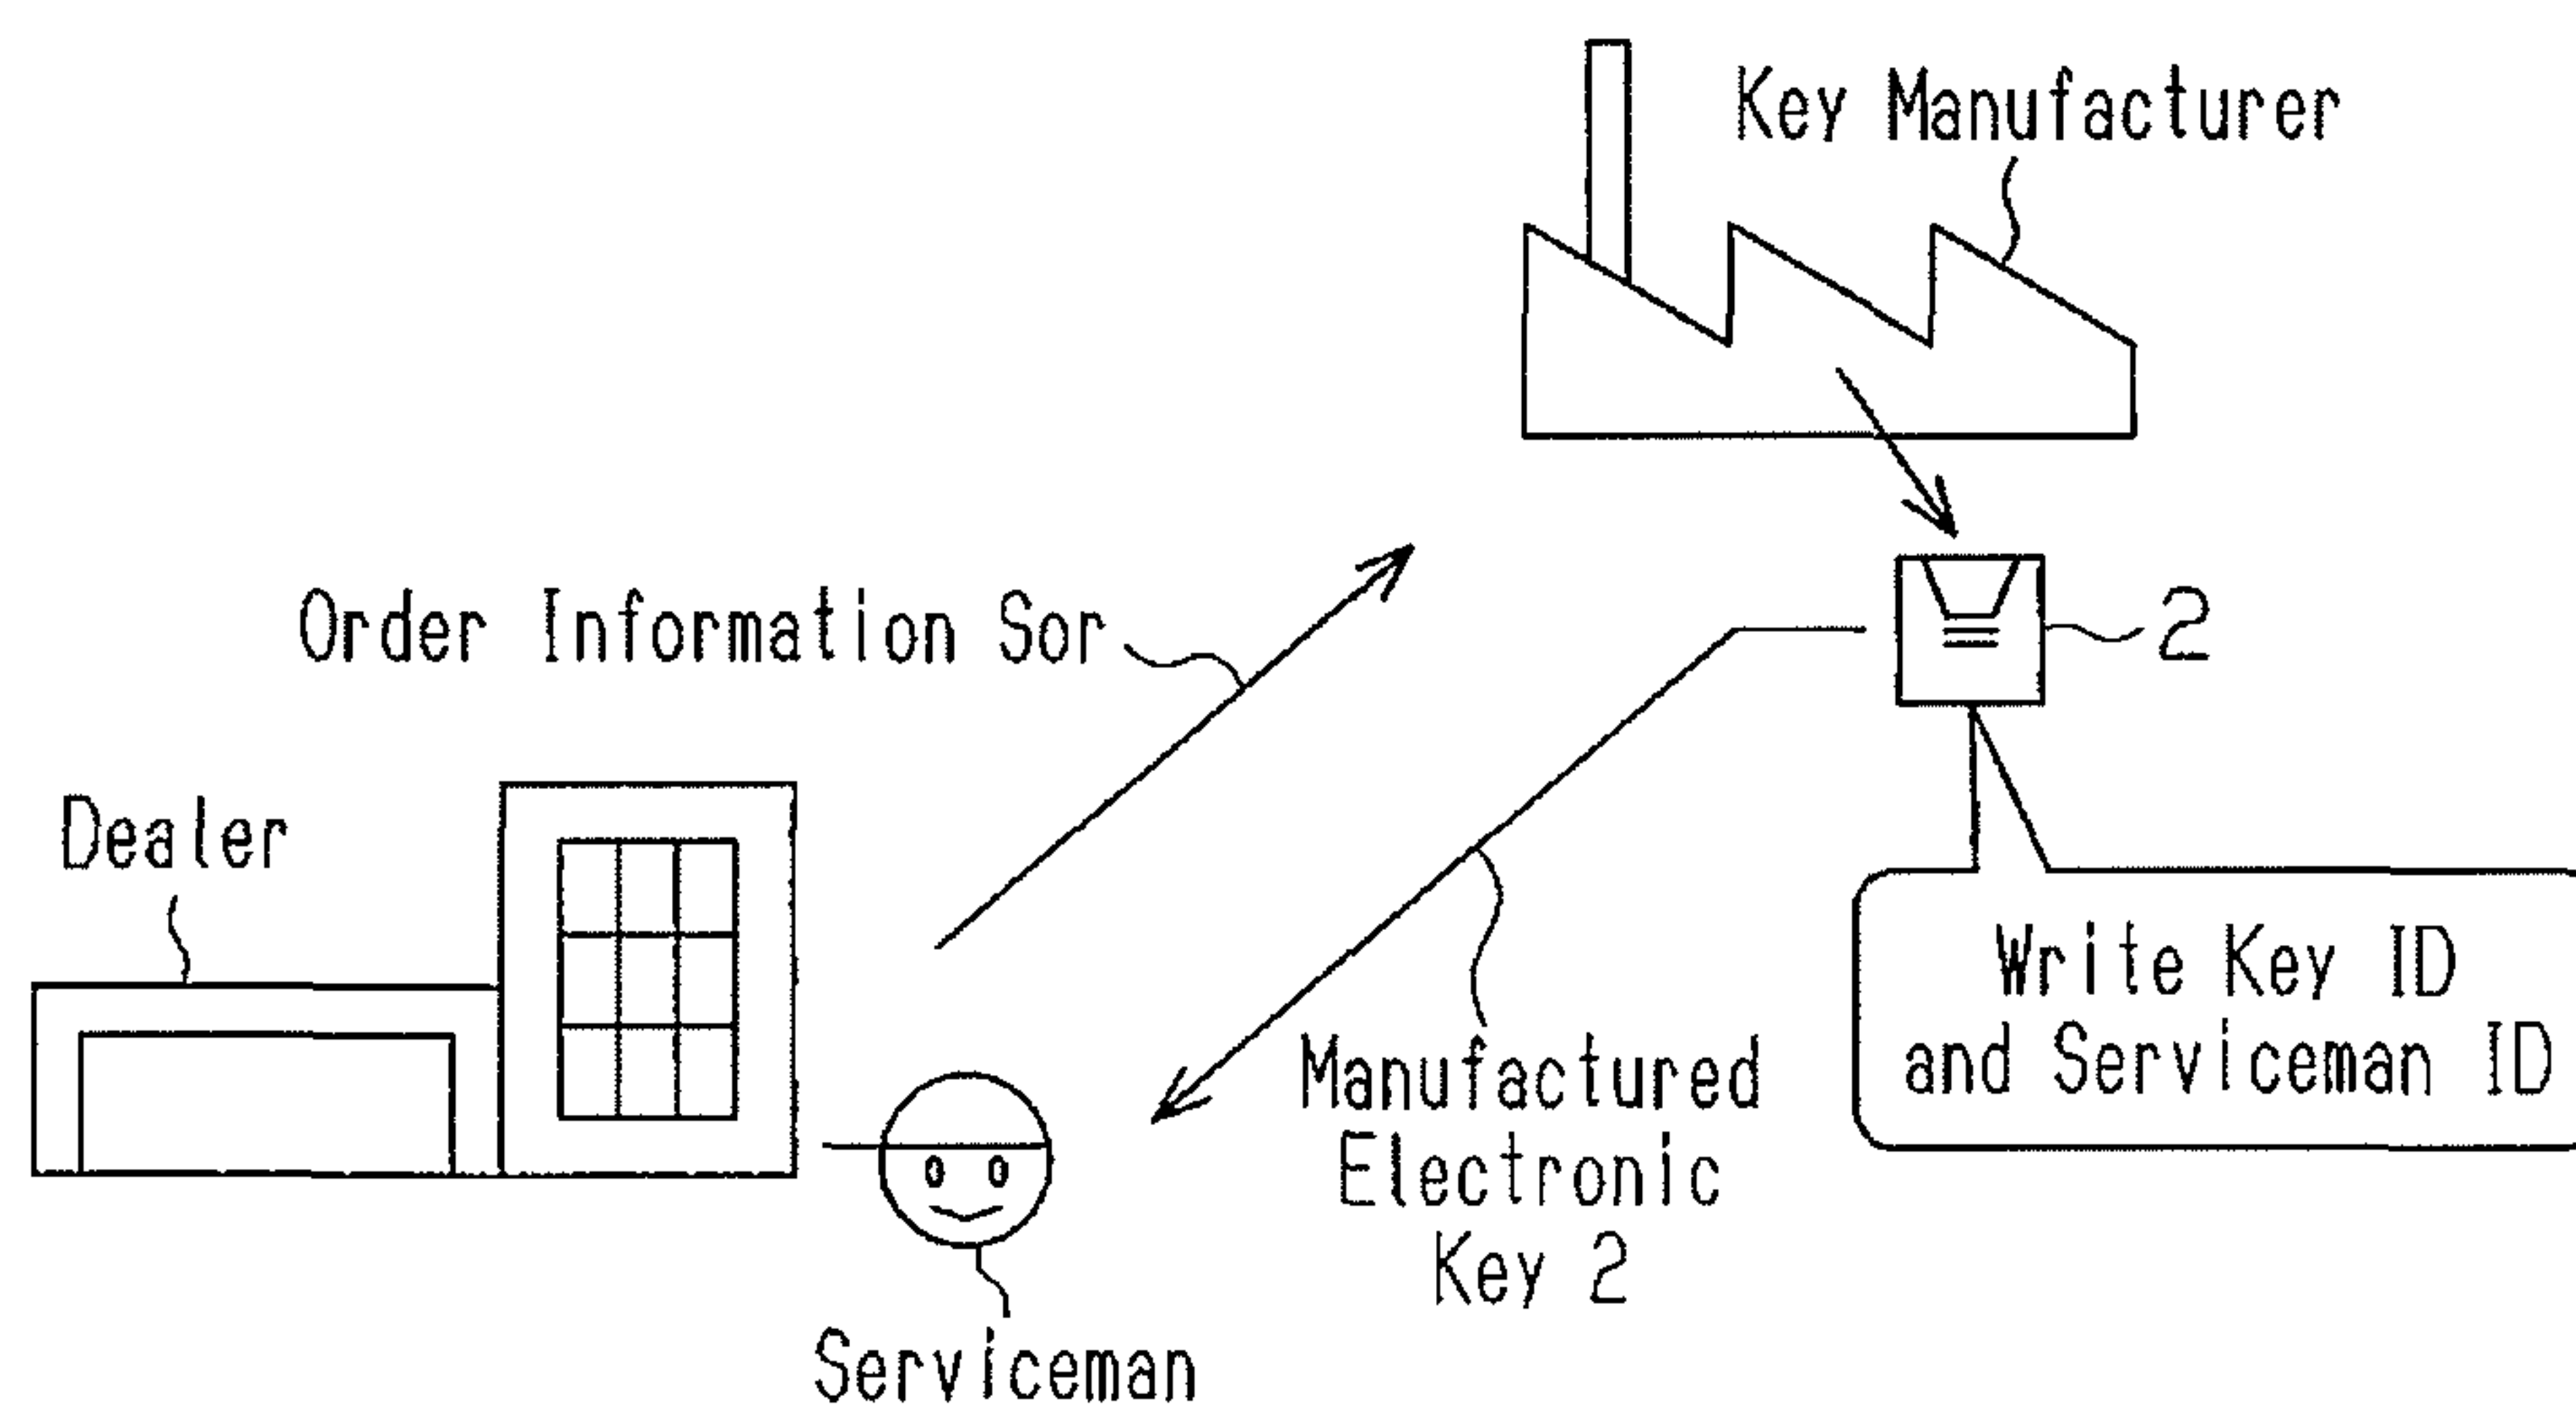 Key Manufacturer
Order Information Sor
2
Dealer
Write Key ID
and Serviceman ID
Manufactured
Electronic
Key 2
Serviceman